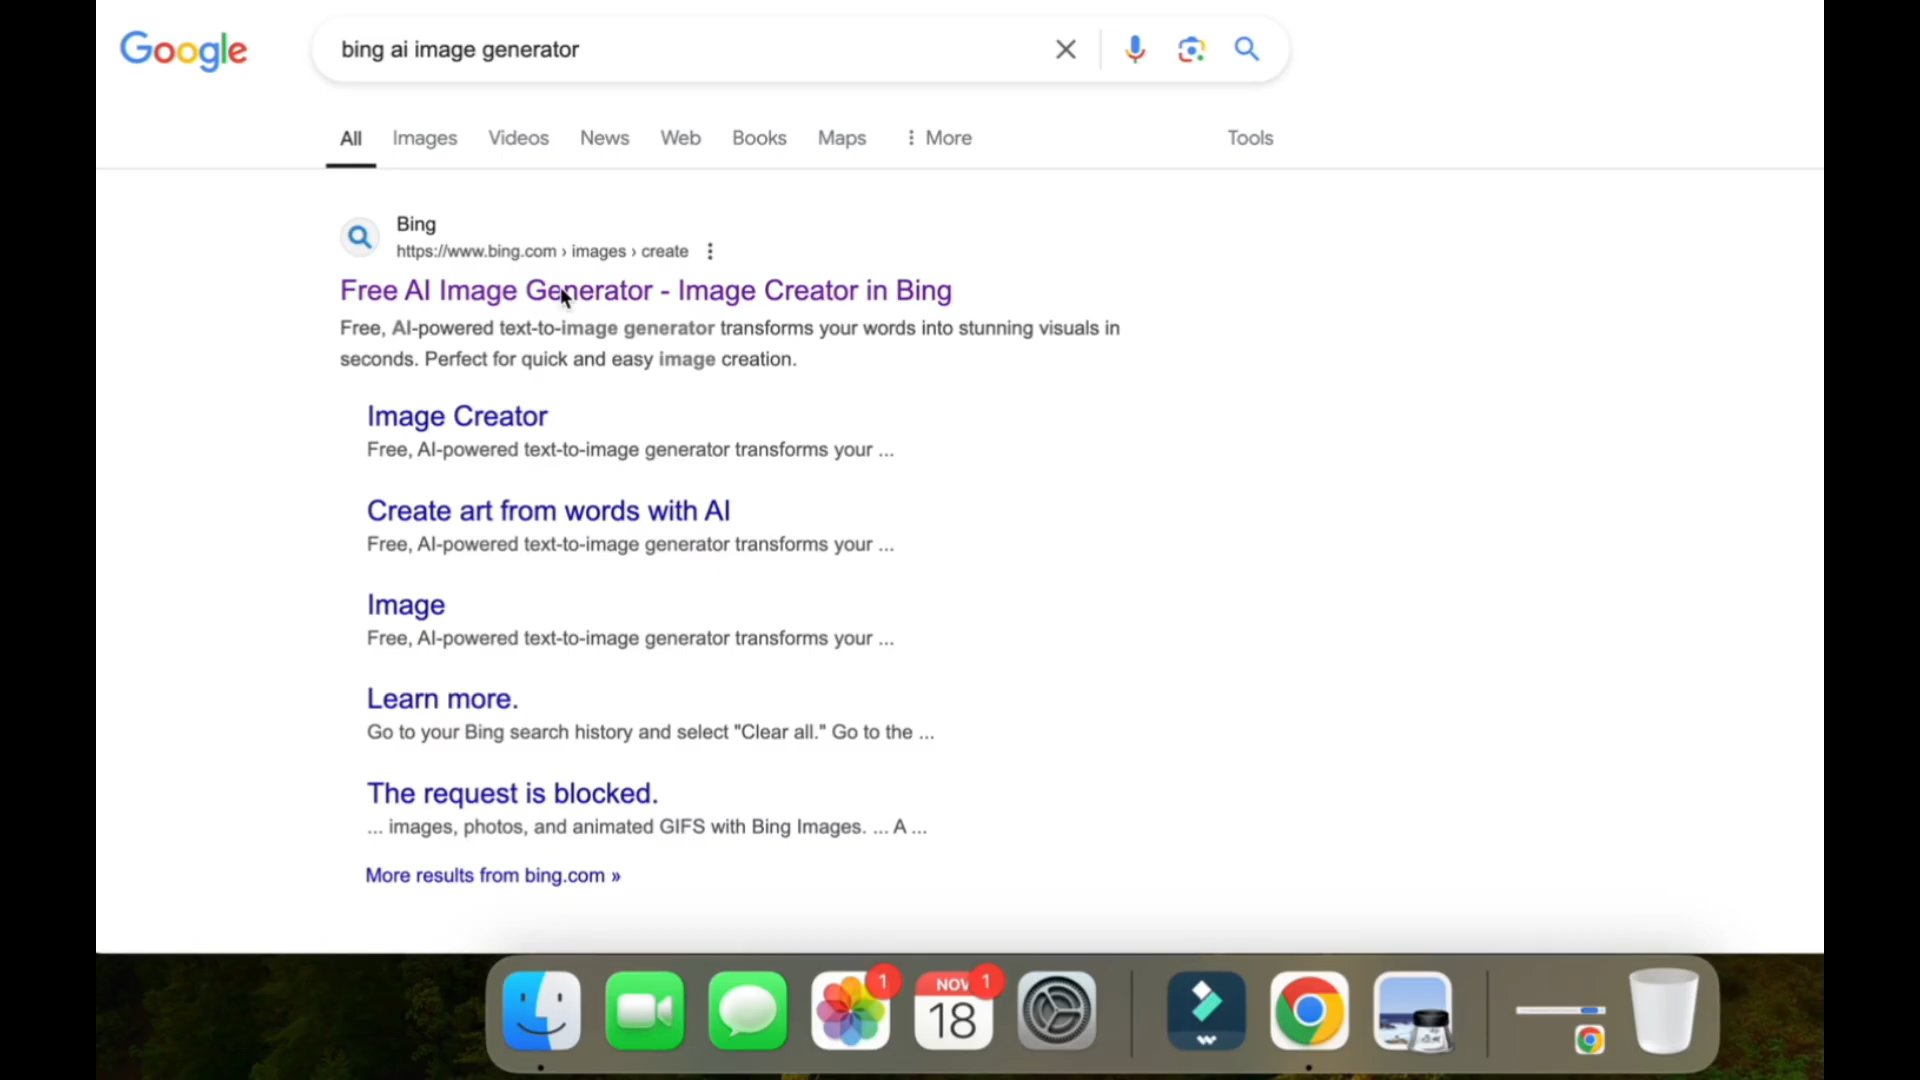 Google
bing ai image generator
All Images Videos News Web Books Maps More Tools
Bing
https://www.bing.com › images › create
Free AI Image Generator - Image Creator in Bing
Free, AI-powered text-to-image generator transforms your words into stunning visuals in
seconds. Perfect for quick and easy image creation.
Image Creator
Free, AI-powered text-to-image generator transforms your ...
Create art from words with AI
Free, AI-powered text-to-image generator transforms your ...
Image
Free, AI-powered text-to-image generator transforms your ...
Learn more.
Go to your Bing search history and select "Clear all." Go to the ...
The request is blocked.
... images, photos, and animated GIFS with Bing Images. ... A ...
More results from bing.com »
1
NOV 1
18